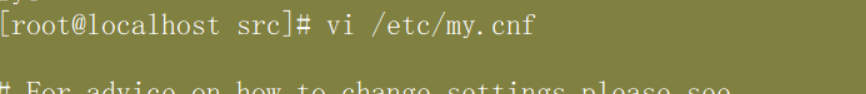 [root@localhost src]# vi /etc/my.cnf
# For advice on how to change settings please see